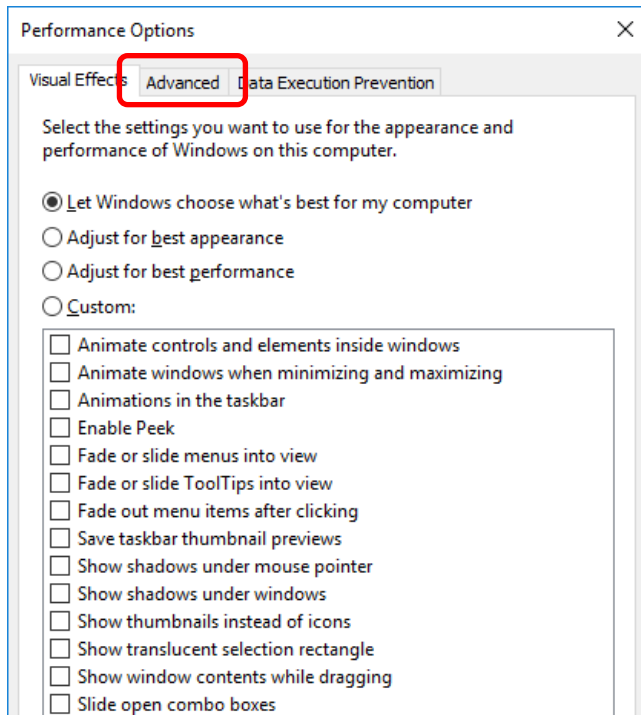 Performance Options
Visual Effects Advanced Data Execution Prevention
Select the settings you want to use for the appearance and
performance of Windows on this computer.
Let Windows choose what's best for my computer
Adjust for best appearance
Adjust for best performance
Custom:
Animate controls and elements inside windows
Animate windows when minimizing and maximizing
Animations in the taskbar
Enable Peek
Fade or slide menus into view
Fade or slide ToolTips into view
Fade out menu items after clicking
Save taskbar thumbnail previews
Show shadows under mouse pointer
Show shadows under windows
Show thumbnails instead of icons
Show translucent selection rectangle
Show window contents while dragging
Slide open combo boxes